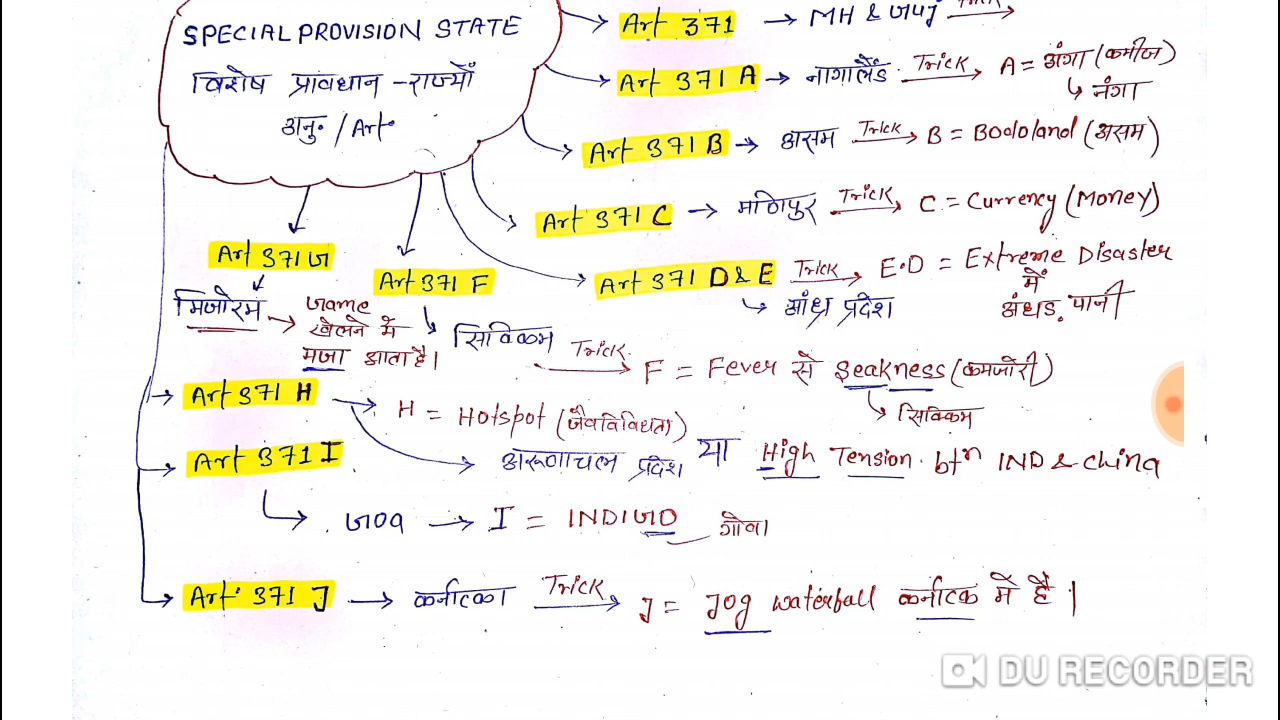 SPECIAL PROVISION STATE
विशेष प्रावधान - राज्यों
अनु॰ / Art.
Art 371 → MH & गुज
Art 371 A → नागालैंड Trick → A = अंगा (कमीज)
↳ नंगा
Art 371 B → असम Trick → B = Bodoland (असम)
Art 371 C → मणिपुर Trick → C = Currency (Money)
Art 371 D & E Trick → E.D = Extreme Disaster
में
↳ आंध्र प्रदेश
अंधड़. पानी
Art 371 G
मिजोरम → Game
खेलने में
मजा आता है।
Art 371 F
↳ सिक्किम
Trick → F = Fever से Seakness (कमजोरी)
↳ सिक्किम
Art 371 H → H = Hotspot (जैवविविधता)
→ अरूणाचल प्रदेश या High Tension. btn IND & China
Art 371 I
↳ GOA → I = INDIGO गोवा
Art 371 J → कर्नाटका Trick → J = Jog waterfall कर्नाटक में है।
DU RECORDER